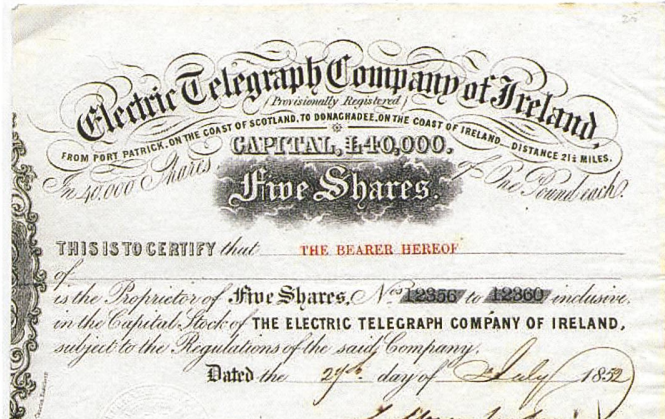 Electric Telegraph Company of Ireland,
(Provisionally Registered)
FROM PORT PATRICK, ON THE COAST OF SCOTLAND, TO DONAGHADEE, ON THE COAST OF IRELAND DISTANCE 21½ MILES.
CAPITAL, £40,000.
In 40,000 Shares of One Pound each.
Five Shares.
THIS IS TO CERTIFY that THE BEARER HEREOF
of
is the Proprietor of Five Shares, Nos 12356 to 12360 inclusive.
in the Capital Stock of THE ELECTRIC TELEGRAPH COMPANY OF IRELAND,
subject to the Regulations of the said Company.
Dated the 29th day of July 1852